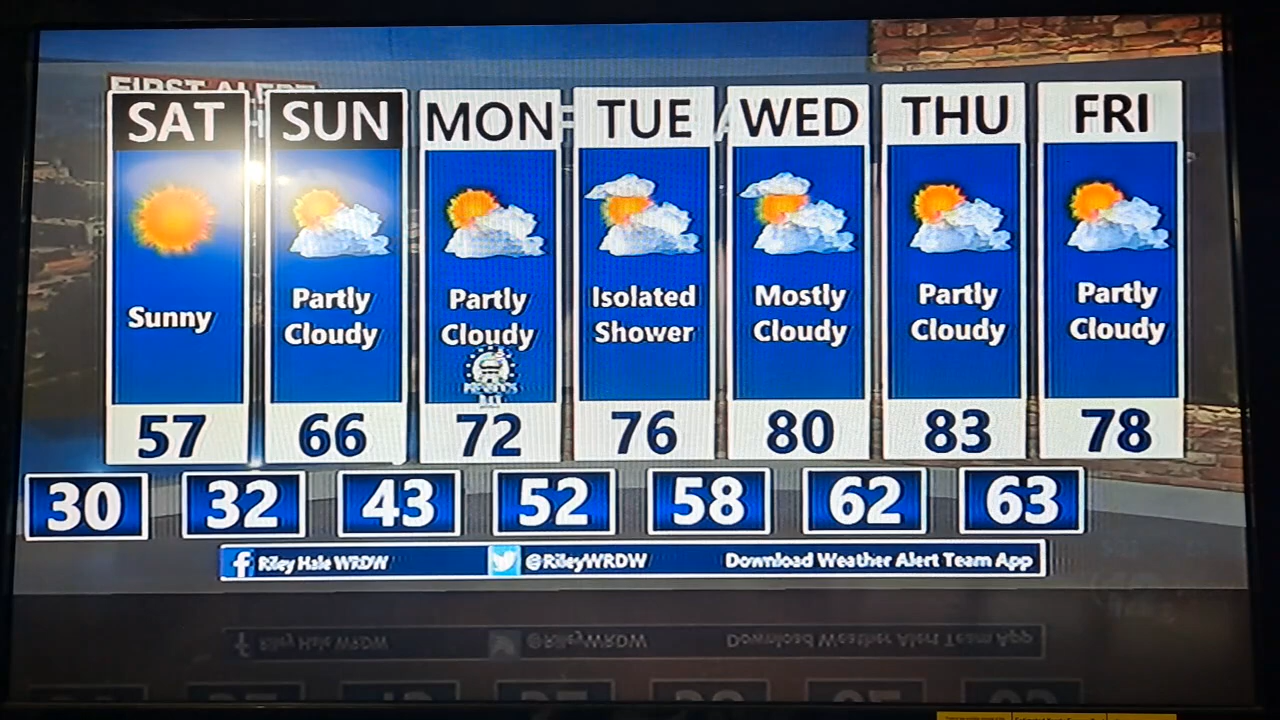 FIRST ALERT
SAT SUN MON TUE WED THU FRI
Sunny
Partly Cloudy
Partly Cloudy
Isolated Shower
Mostly Cloudy
Partly Cloudy
Partly Cloudy
57 66 72 76 80 83 78
30 32 43 52 58 62 63
Riley Hale WRDW @RileyWRDW Download Weather Alert Team App